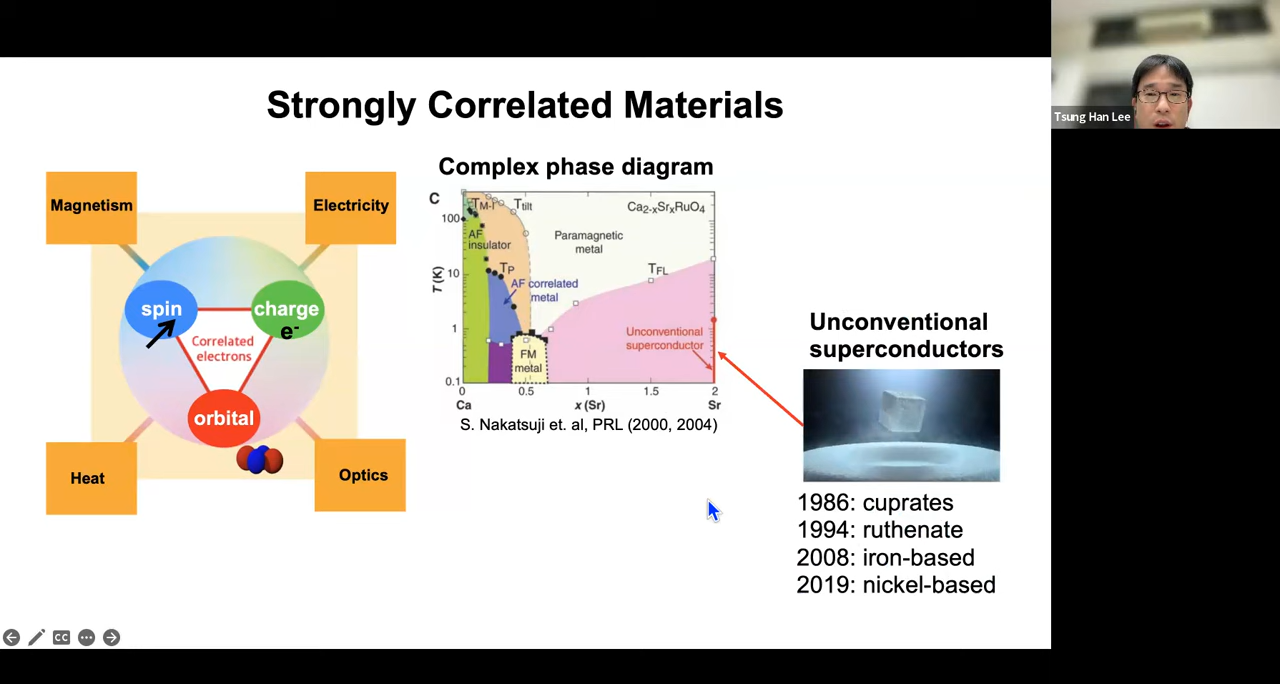 Strongly Correlated Materials
Tsung Han Lee
Magnetism
Electricity
spin
charge
e-
Correlated
electrons
orbital
Heat
Optics
Complex phase diagram
C
T (K)
100
10
1
0.1
TM-I
Ttilt
Ca2-xSrxRuO4
AF
insulator
Paramagnetic
metal
TP
TFL
AF correlated
metal
Unconventional
superconductor
FM
metal
0 0.5 1 1.5 2
Ca x (Sr) Sr
S. Nakatsuji et. al, PRL (2000, 2004)
Unconventional
superconductors
1986: cuprates
1994: ruthenate
2008: iron-based
2019: nickel-based
CC